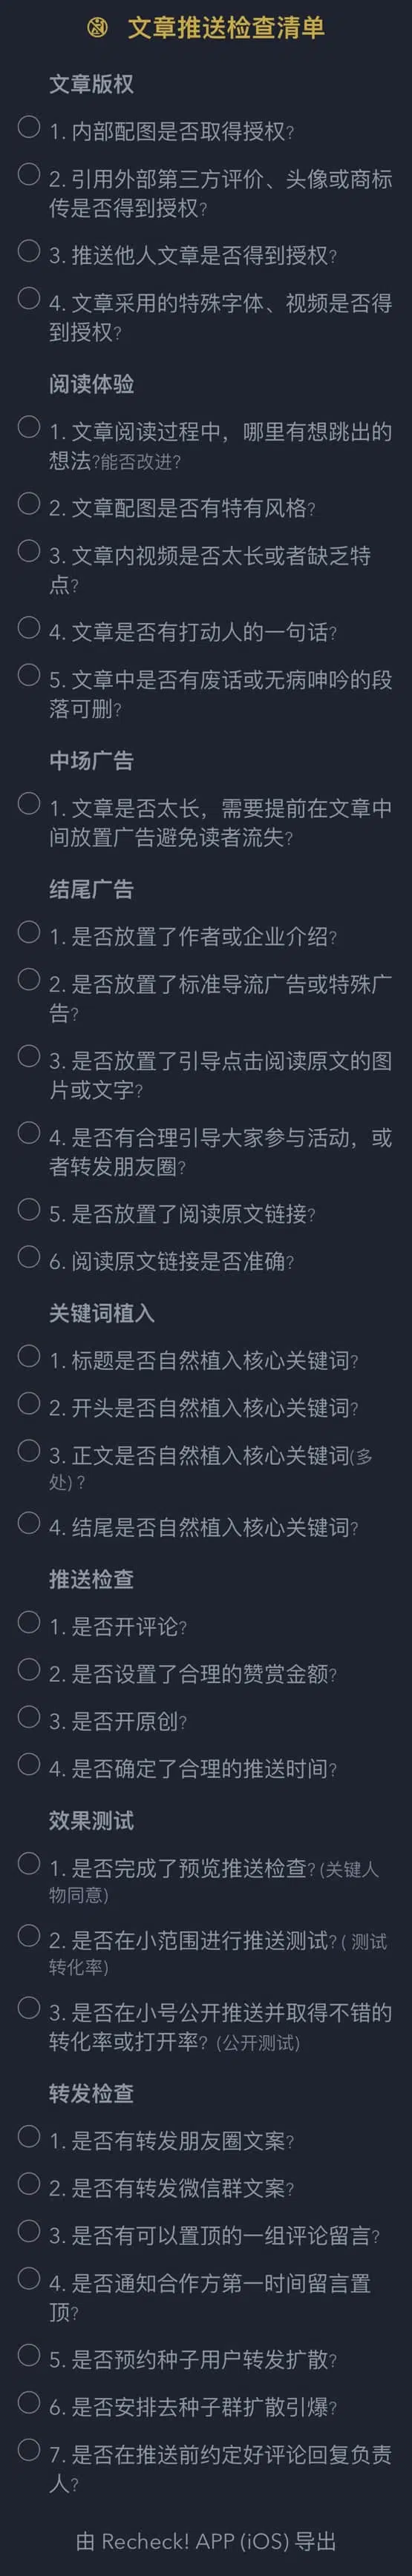 文章推送检查清单
文章版权
1. 内部配图是否取得授权?
2. 引用外部第三方评价、头像或商标
传是否得到授权?
3. 推送他人文章是否得到授权?
4. 文章采用的特殊字体、视频是否得
到授权?
阅读体验
1. 文章阅读过程中，哪里有想跳出的
想法?能否改进?
2. 文章配图是否有特有风格?
3. 文章内视频是否太长或者缺乏特
点?
4. 文章是否有打动人的一句话?
5. 文章中是否有废话或无病呻吟的段
落可删?
中场广告
1. 文章是否太长，需要提前在文章中
间放置广告避免读者流失?
结尾广告
1. 是否放置了作者或企业介绍?
2. 是否放置了标准导流广告或特殊广
告?
3. 是否放置了引导点击阅读原文的图
片或文字?
4. 是否有合理引导大家参与活动，或
者转发朋友圈?
5. 是否放置了阅读原文链接?
6. 阅读原文链接是否准确?
关键词植入
1. 标题是否自然植入核心关键词?
2. 开头是否自然植入核心关键词?
3. 正文是否自然植入核心关键词(多
处) ?
4. 结尾是否自然植入核心关键词?
推送检查
1. 是否开评论?
2. 是否设置了合理的赞赏金额?
3. 是否开原创?
4. 是否确定了合理的推送时间?
效果测试
1. 是否完成了预览推送检查? (关键人
物同意)
2. 是否在小范围进行推送测试? ( 测试
转化率)
3. 是否在小号公开推送并取得不错的
转化率或打开率? (公开测试)
转发检查
1. 是否有转发朋友圈文案?
2. 是否有转发微信群文案?
3. 是否有可以置顶的一组评论留言?
4. 是否通知合作方第一时间留言置
顶?
5. 是否预约种子用户转发扩散?
6. 是否安排去种子群扩散引爆?
7. 是否在推送前约定好评论回复负责
人?
由 Recheck! APP (iOS) 导出